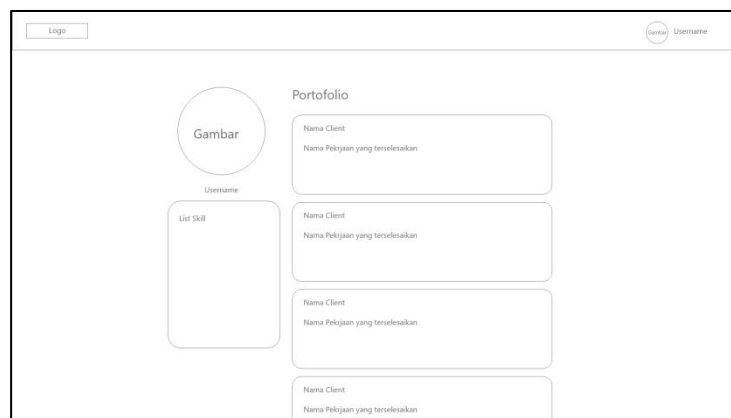 Logo
Gambar
Username
Gambar
Username
List Skill
Portofolio
Nama Client
Nama Pekrjaan yang terselesaikan
Nama Client
Nama Pekrjaan yang terselesaikan
Nama Client
Nama Pekrjaan yang terselesaikan
Nama Client
Nama Pekrjaan yang terselesaikan